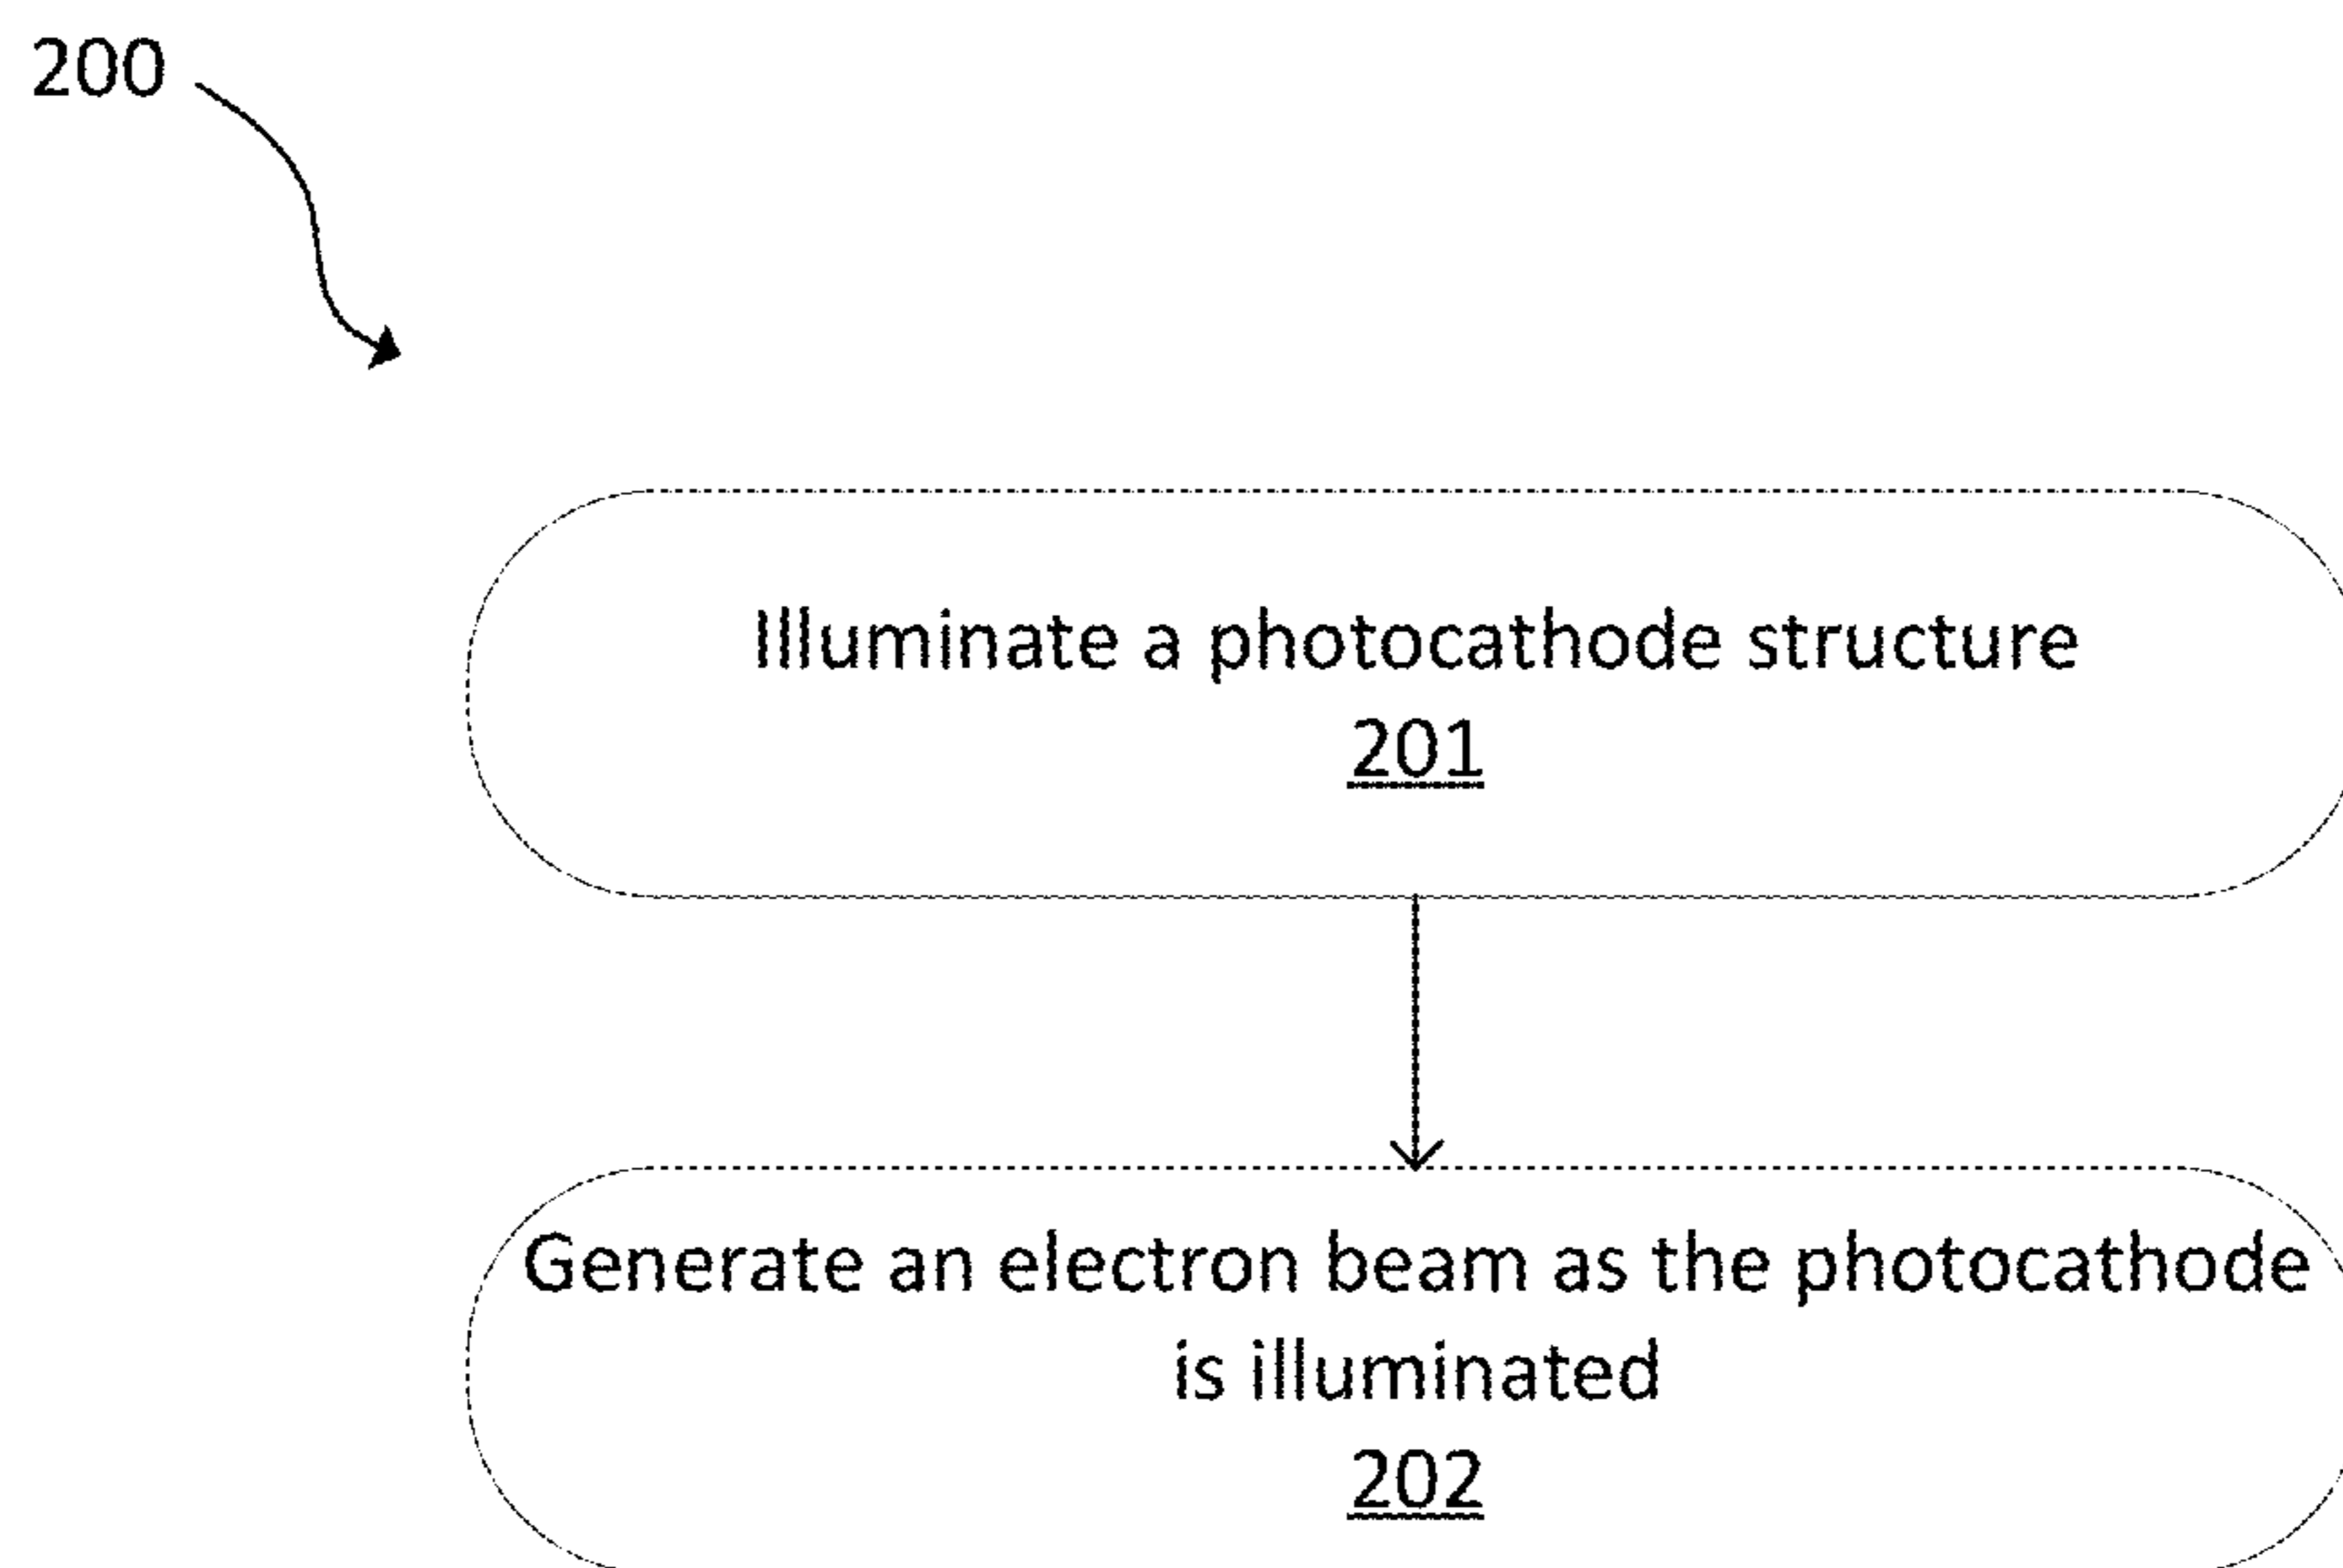 200
Illuminate a photocathode structure
201
Generate an electron beam as the photocathode
is illuminated
202